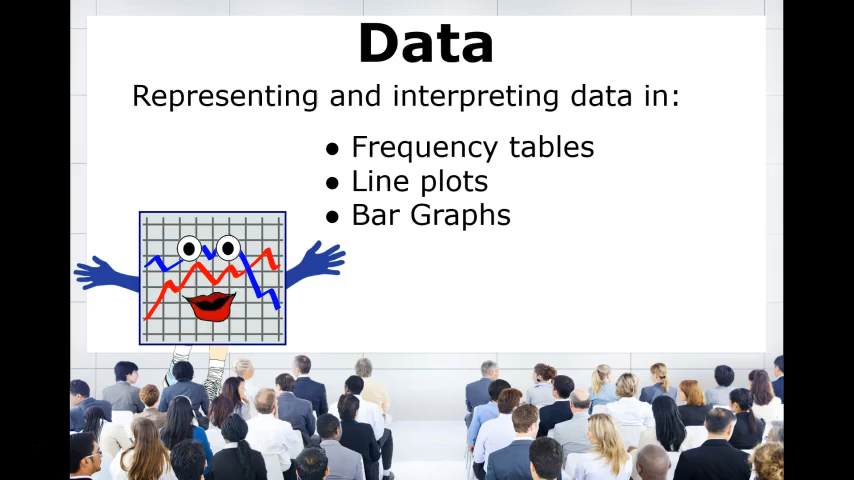 Data
Representing and interpreting data in:
● Frequency tables
● Line plots
● Bar Graphs